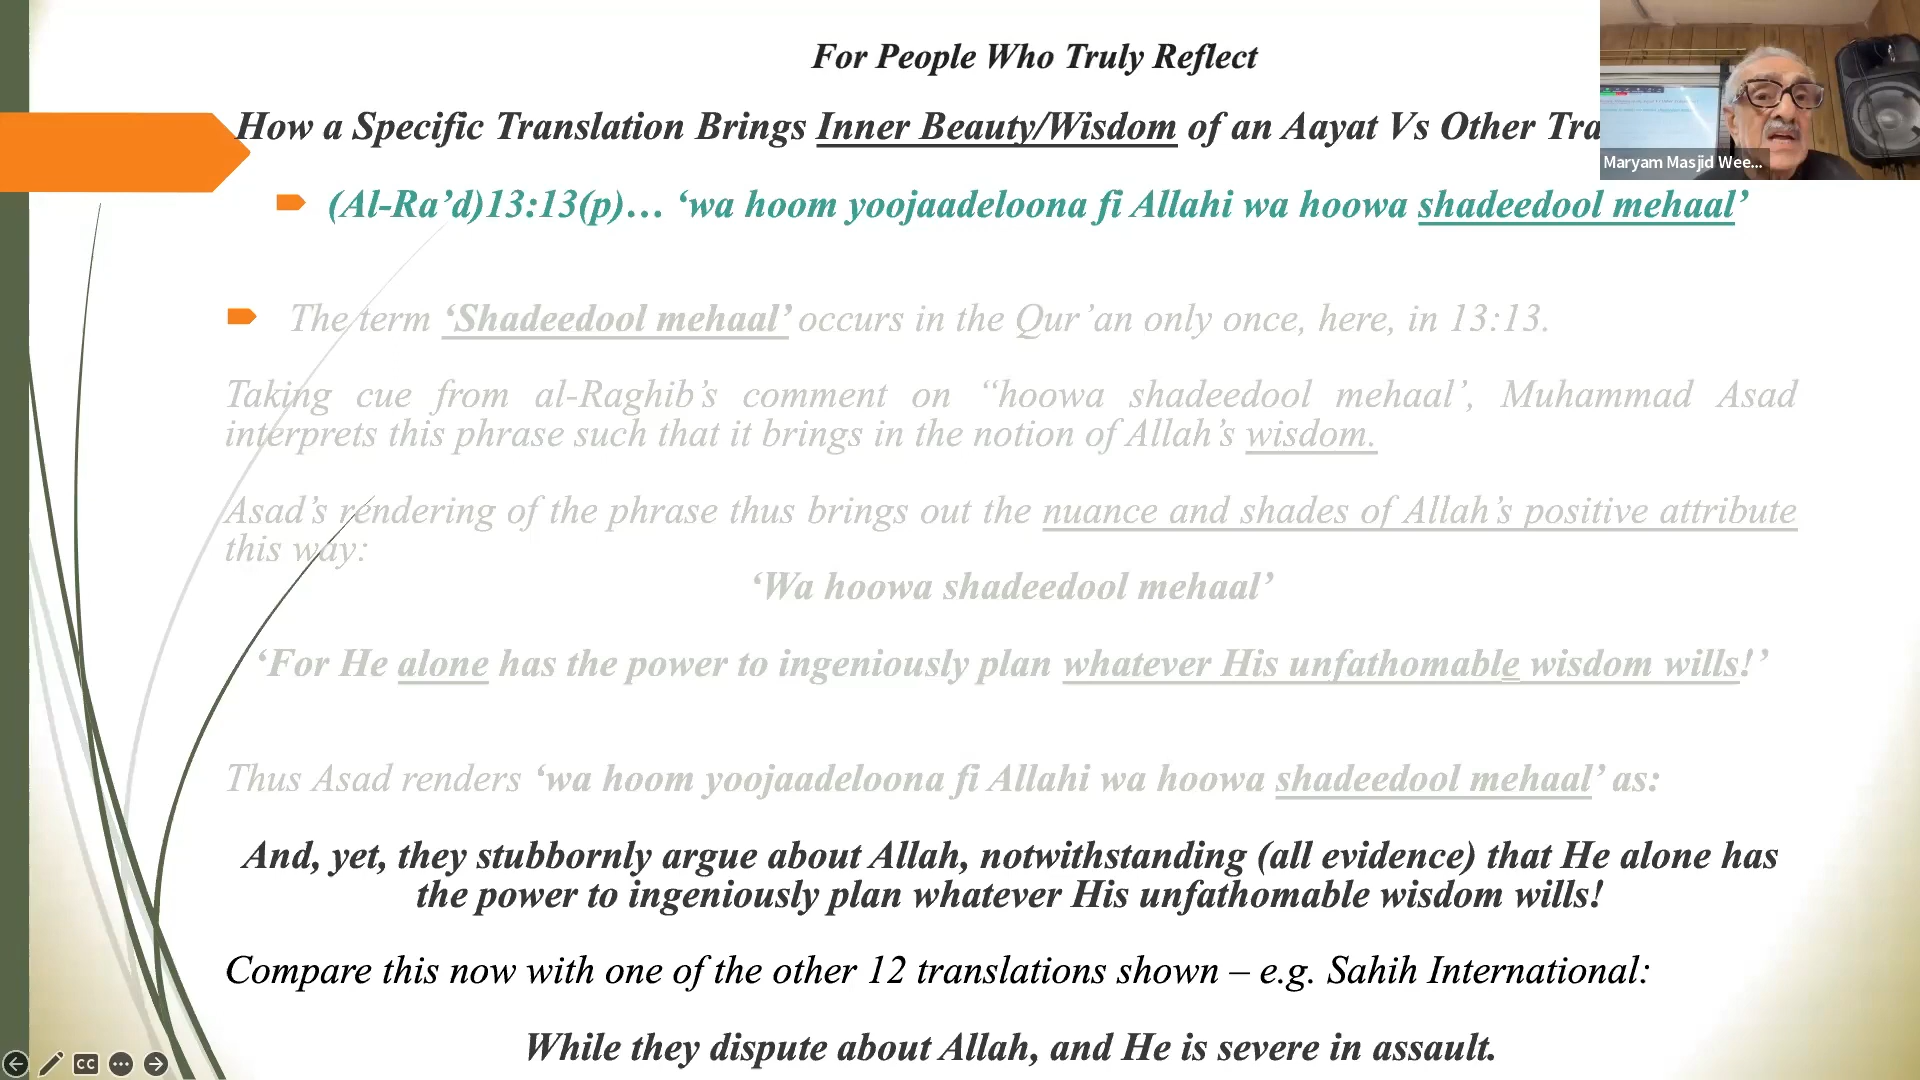 For People Who Truly Reflect
How a Specific Translation Brings Inner Beauty/Wisdom of an Aayat Vs Other Tra
Maryam Masjid Wee...
(Al-Ra’d)13:13(p)… ‘wa hoom yoojaadeloona fi Allahi wa hoowa shadeedool mehaal’
The term ‘Shadeedool mehaal’ occurs in the Qur’an only once, here, in 13:13.
Taking cue from al-Raghib’s comment on “hoowa shadeedool mehaal’, Muhammad Asad
interprets this phrase such that it brings in the notion of Allah’s wisdom.
Asad’s rendering of the phrase thus brings out the nuance and shades of Allah’s positive attribute
this way:
‘Wa hoowa shadeedool mehaal’
‘For He alone has the power to ingeniously plan whatever His unfathomable wisdom wills!’
Thus Asad renders ‘wa hoom yoojaadeloona fi Allahi wa hoowa shadeedool mehaal’ as:
And, yet, they stubbornly argue about Allah, notwithstanding (all evidence) that He alone has
the power to ingeniously plan whatever His unfathomable wisdom wills!
Compare this now with one of the other 12 translations shown – e.g. Sahih International:
While they dispute about Allah, and He is severe in assault.
CC